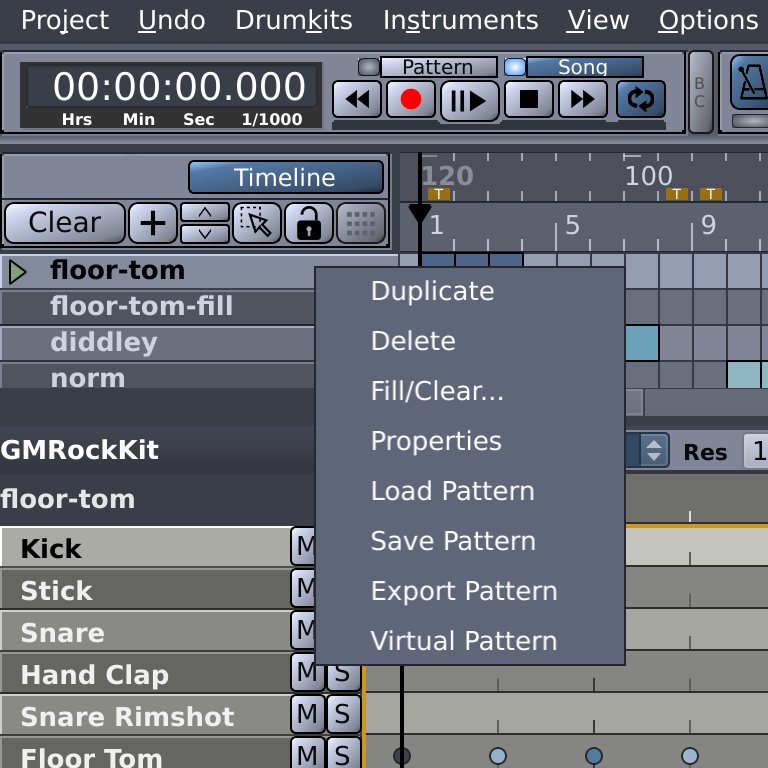 Project Undo Drumkits Instruments View Options
00:00:00.000
Hrs Min Sec 1/1000
Pattern Song
B
C
Timeline
120 100
T T T
Clear
1 5 9
floor-tom
floor-tom-fill
diddley
norm
Duplicate
Delete
Fill/Clear...
Properties
Load Pattern
Save Pattern
Export Pattern
Virtual Pattern
GMRockKit
Res 1
floor-tom
Kick M
Stick M
Snare M
Hand Clap M S
Snare Rimshot M S
Floor Tom M S